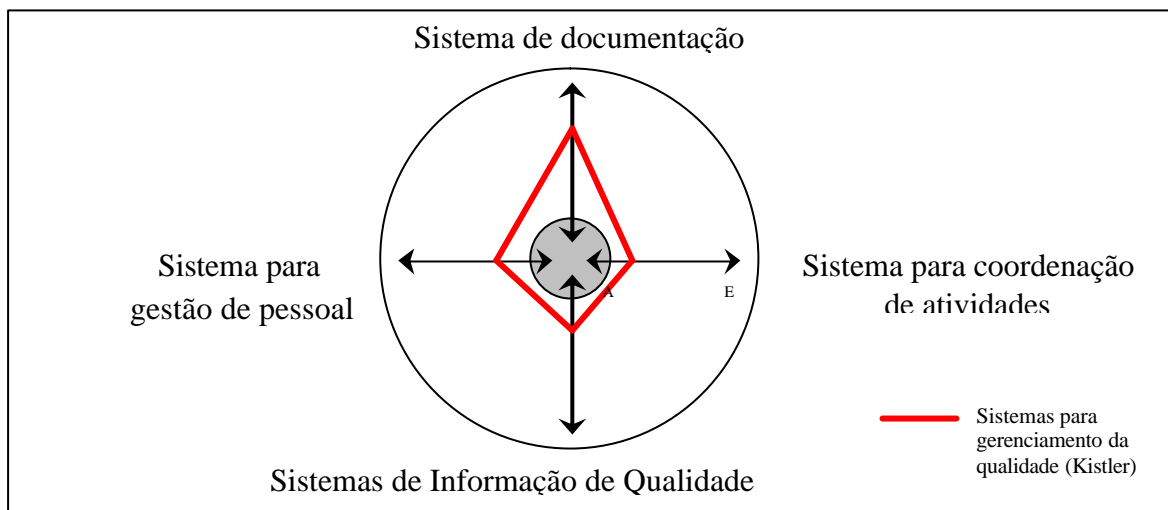 Sistema de documentação
Sistema para
gestão de pessoal
A
E
Sistema para coordenação
de atividades
Sistemas para
gerenciamento da
qualidade (Kistler)
Sistemas de Informação de Qualidade